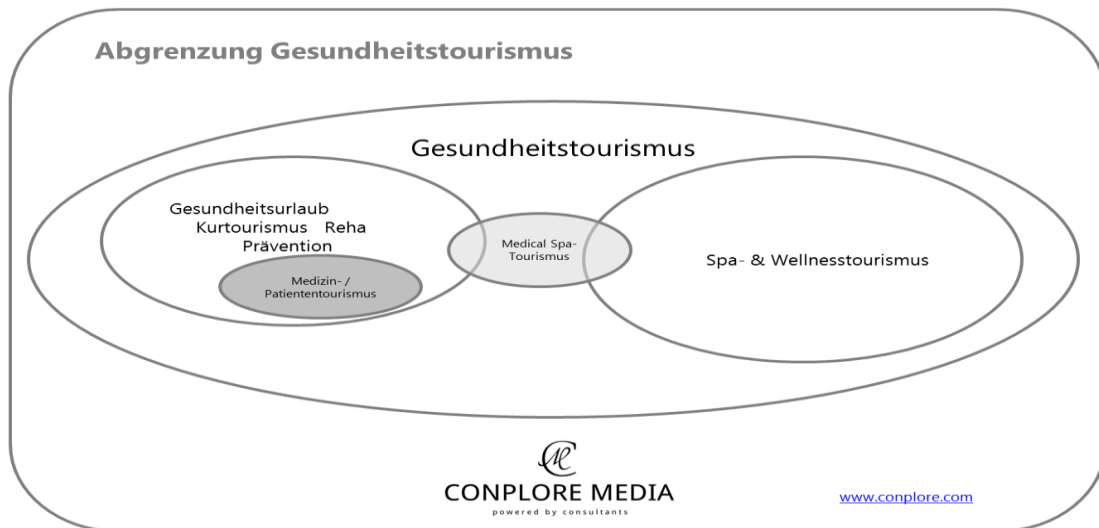 Abgrenzung Gesundheitstourismus
Gesundheitstourismus
Gesundheitsurlaub
Kurtourismus Reha
Prävention
Medizin- /
Patiententourismus
Medical Spa-
Tourismus
Spa- & Wellnesstourismus
CONPLORE MEDIA
powered by consultants
www.conplore.com